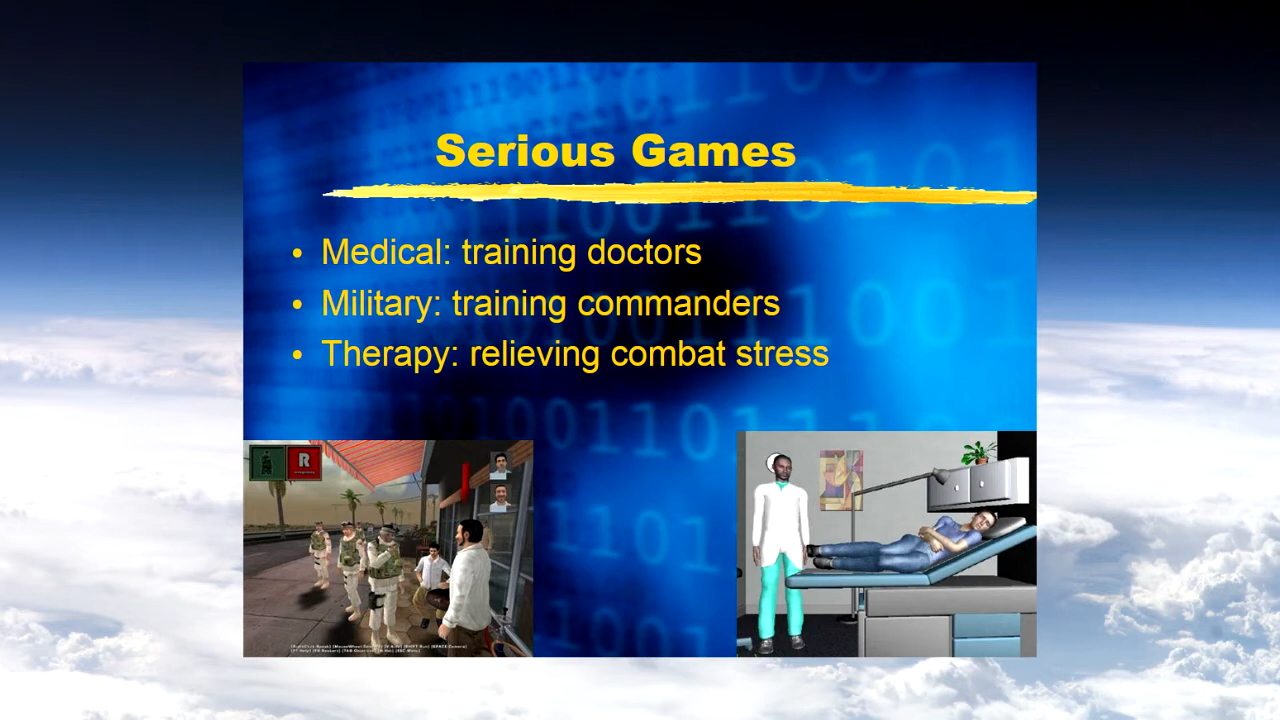 Serious Games
• Medical: training doctors
• Military: training commanders
• Therapy: relieving combat stress
R